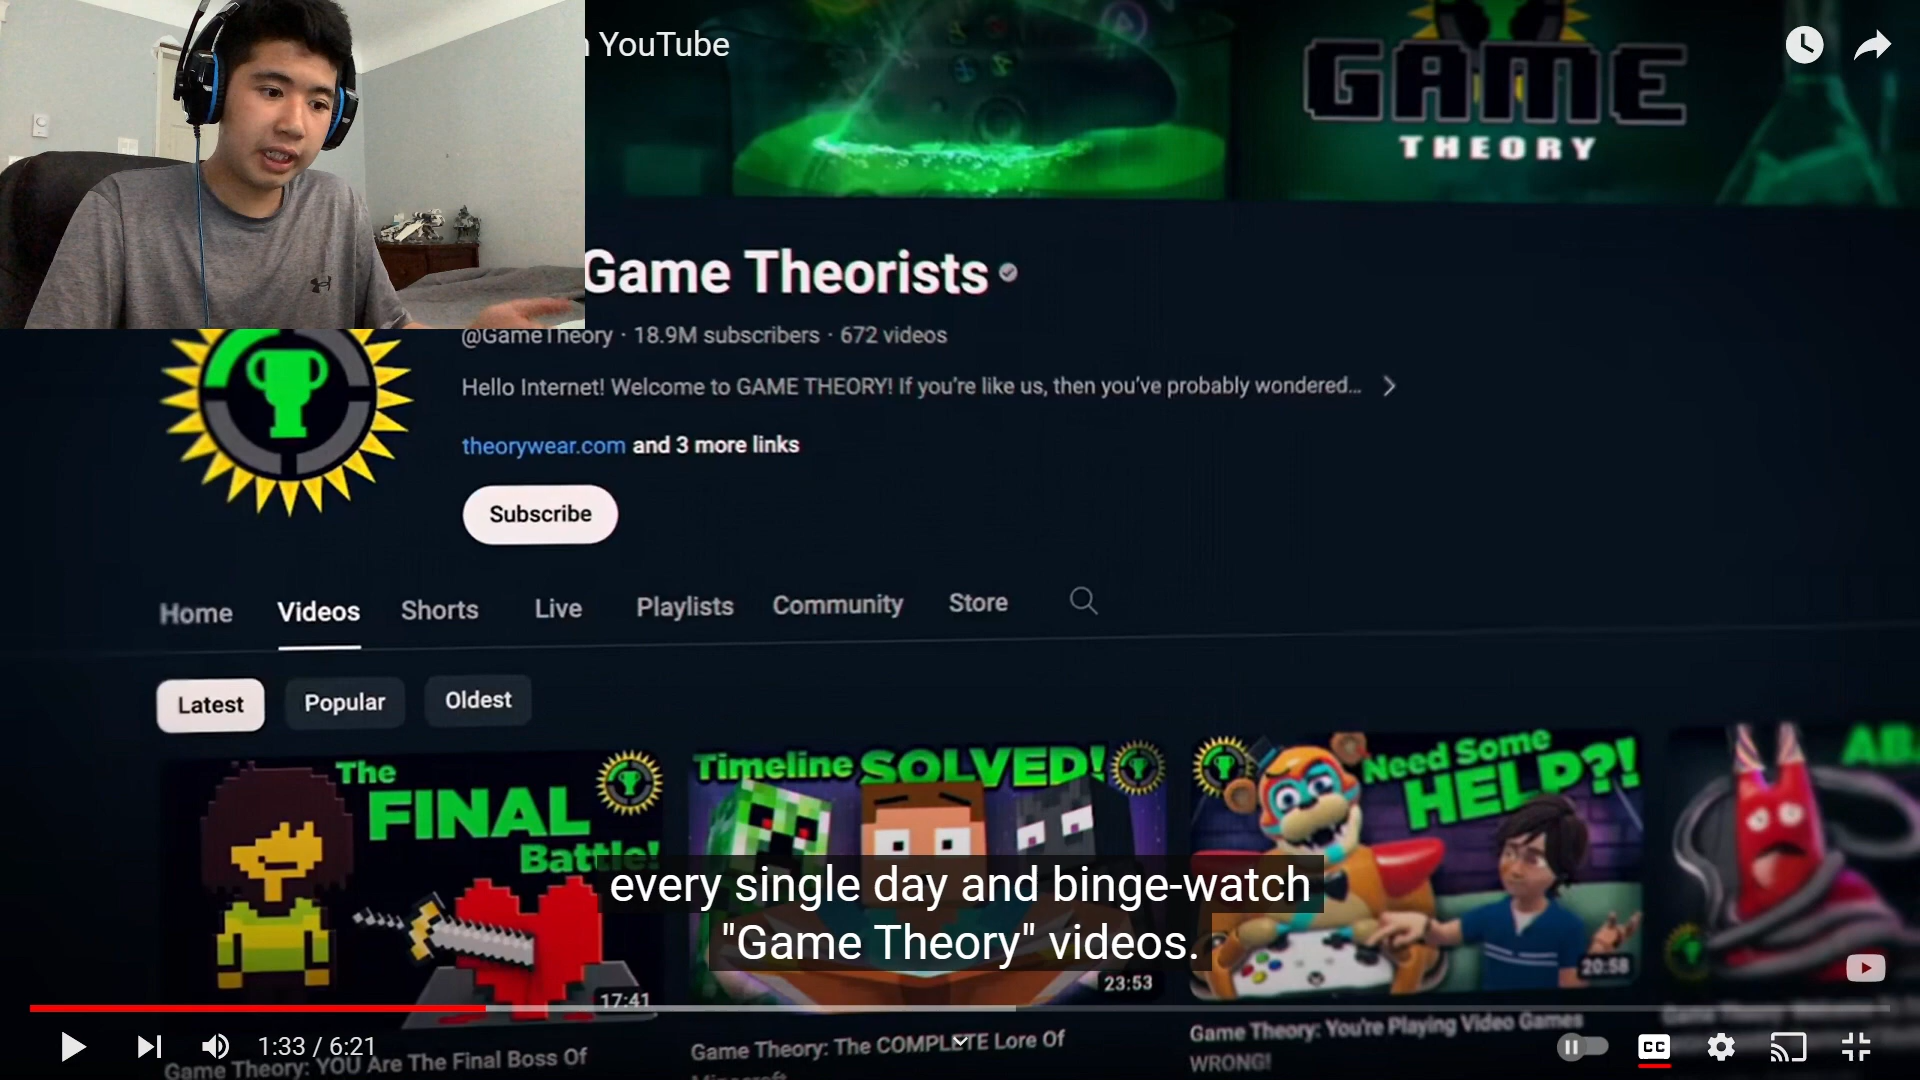 YouTube
GAME
THEORY
Game Theorists
@GameTheory · 18.9M subscribers · 672 videos
Hello Internet! Welcome to GAME THEORY! If you're like us, then you've probably wondered...
theorywear.com and 3 more links
Subscribe
Home Videos Shorts Live Playlists Community Store
Latest Popular Oldest
The
FINAL
Battle!
17:41
Timeline SOLVED!
23:53
Need Some
HELP?!
20:58
every single day and binge-watch
"Game Theory" videos.
1:33 / 6:21
CC
Game Theory: YOU Are The Final Boss Of
Game Theory: The COMPLETE Lore Of
Game Theory: You're Playing Video Games
WRONG!